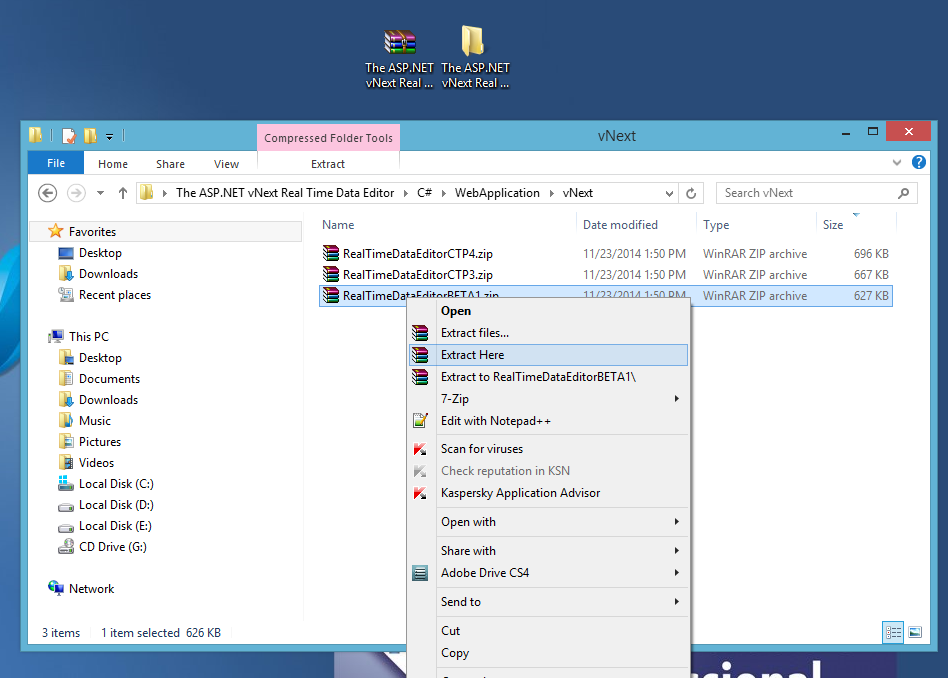 The ASP.NET
vNext Real ...
The ASP.NET
vNext Real ...
Compressed Folder Tools
vNext
File
Home
Share
View
Extract
The ASP.NET vNext Real Time Data Editor
C#
WebApplication
vNext
Search vNext
Favorites
Desktop
Downloads
Recent places
This PC
Desktop
Documents
Downloads
Music
Pictures
Videos
Local Disk (C:)
Local Disk (D:)
Local Disk (E:)
CD Drive (G:)
Network
Name
Date modified
Type
Size
RealTimeDataEditorCTP4.zip 11/23/2014 1:50 PM WinRAR ZIP archive 696 KB
RealTimeDataEditorCTP3.zip 11/23/2014 1:50 PM WinRAR ZIP archive 667 KB
RealTimeDataEditorBETA1.zip 11/23/2014 1:50 PM WinRAR ZIP archive 627 KB
Open
Extract files...
Extract Here
Extract to RealTimeDataEditorBETA1\
7-Zip
Edit with Notepad++
Scan for viruses
Check reputation in KSN
Kaspersky Application Advisor
Open with
Share with
Adobe Drive CS4
Send to
Cut
Copy
3 items
1 item selected 626 KB